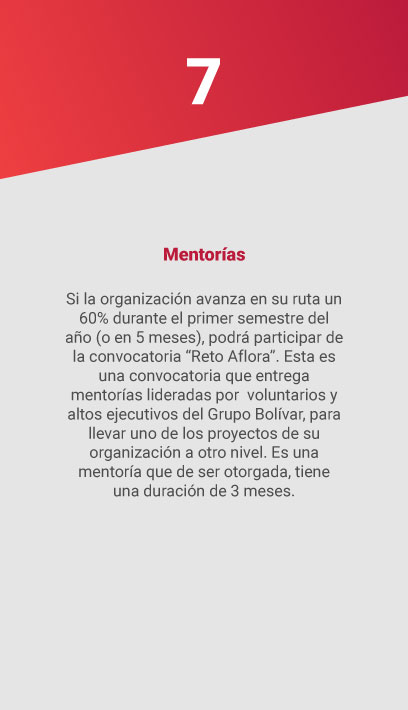 7
Mentorías
Si la organización avanza en su ruta un
60% durante el primer semestre del
año (o en 5 meses), podrá participar de
la convocatoria “Reto Aflora”. Esta es
una convocatoria que entrega
mentorías lideradas por  voluntarios y
altos ejecutivos del Grupo Bolívar, para
llevar uno de los proyectos de su
organización a otro nivel. Es una
mentoría que de ser otorgada, tiene
una duración de 3 meses.